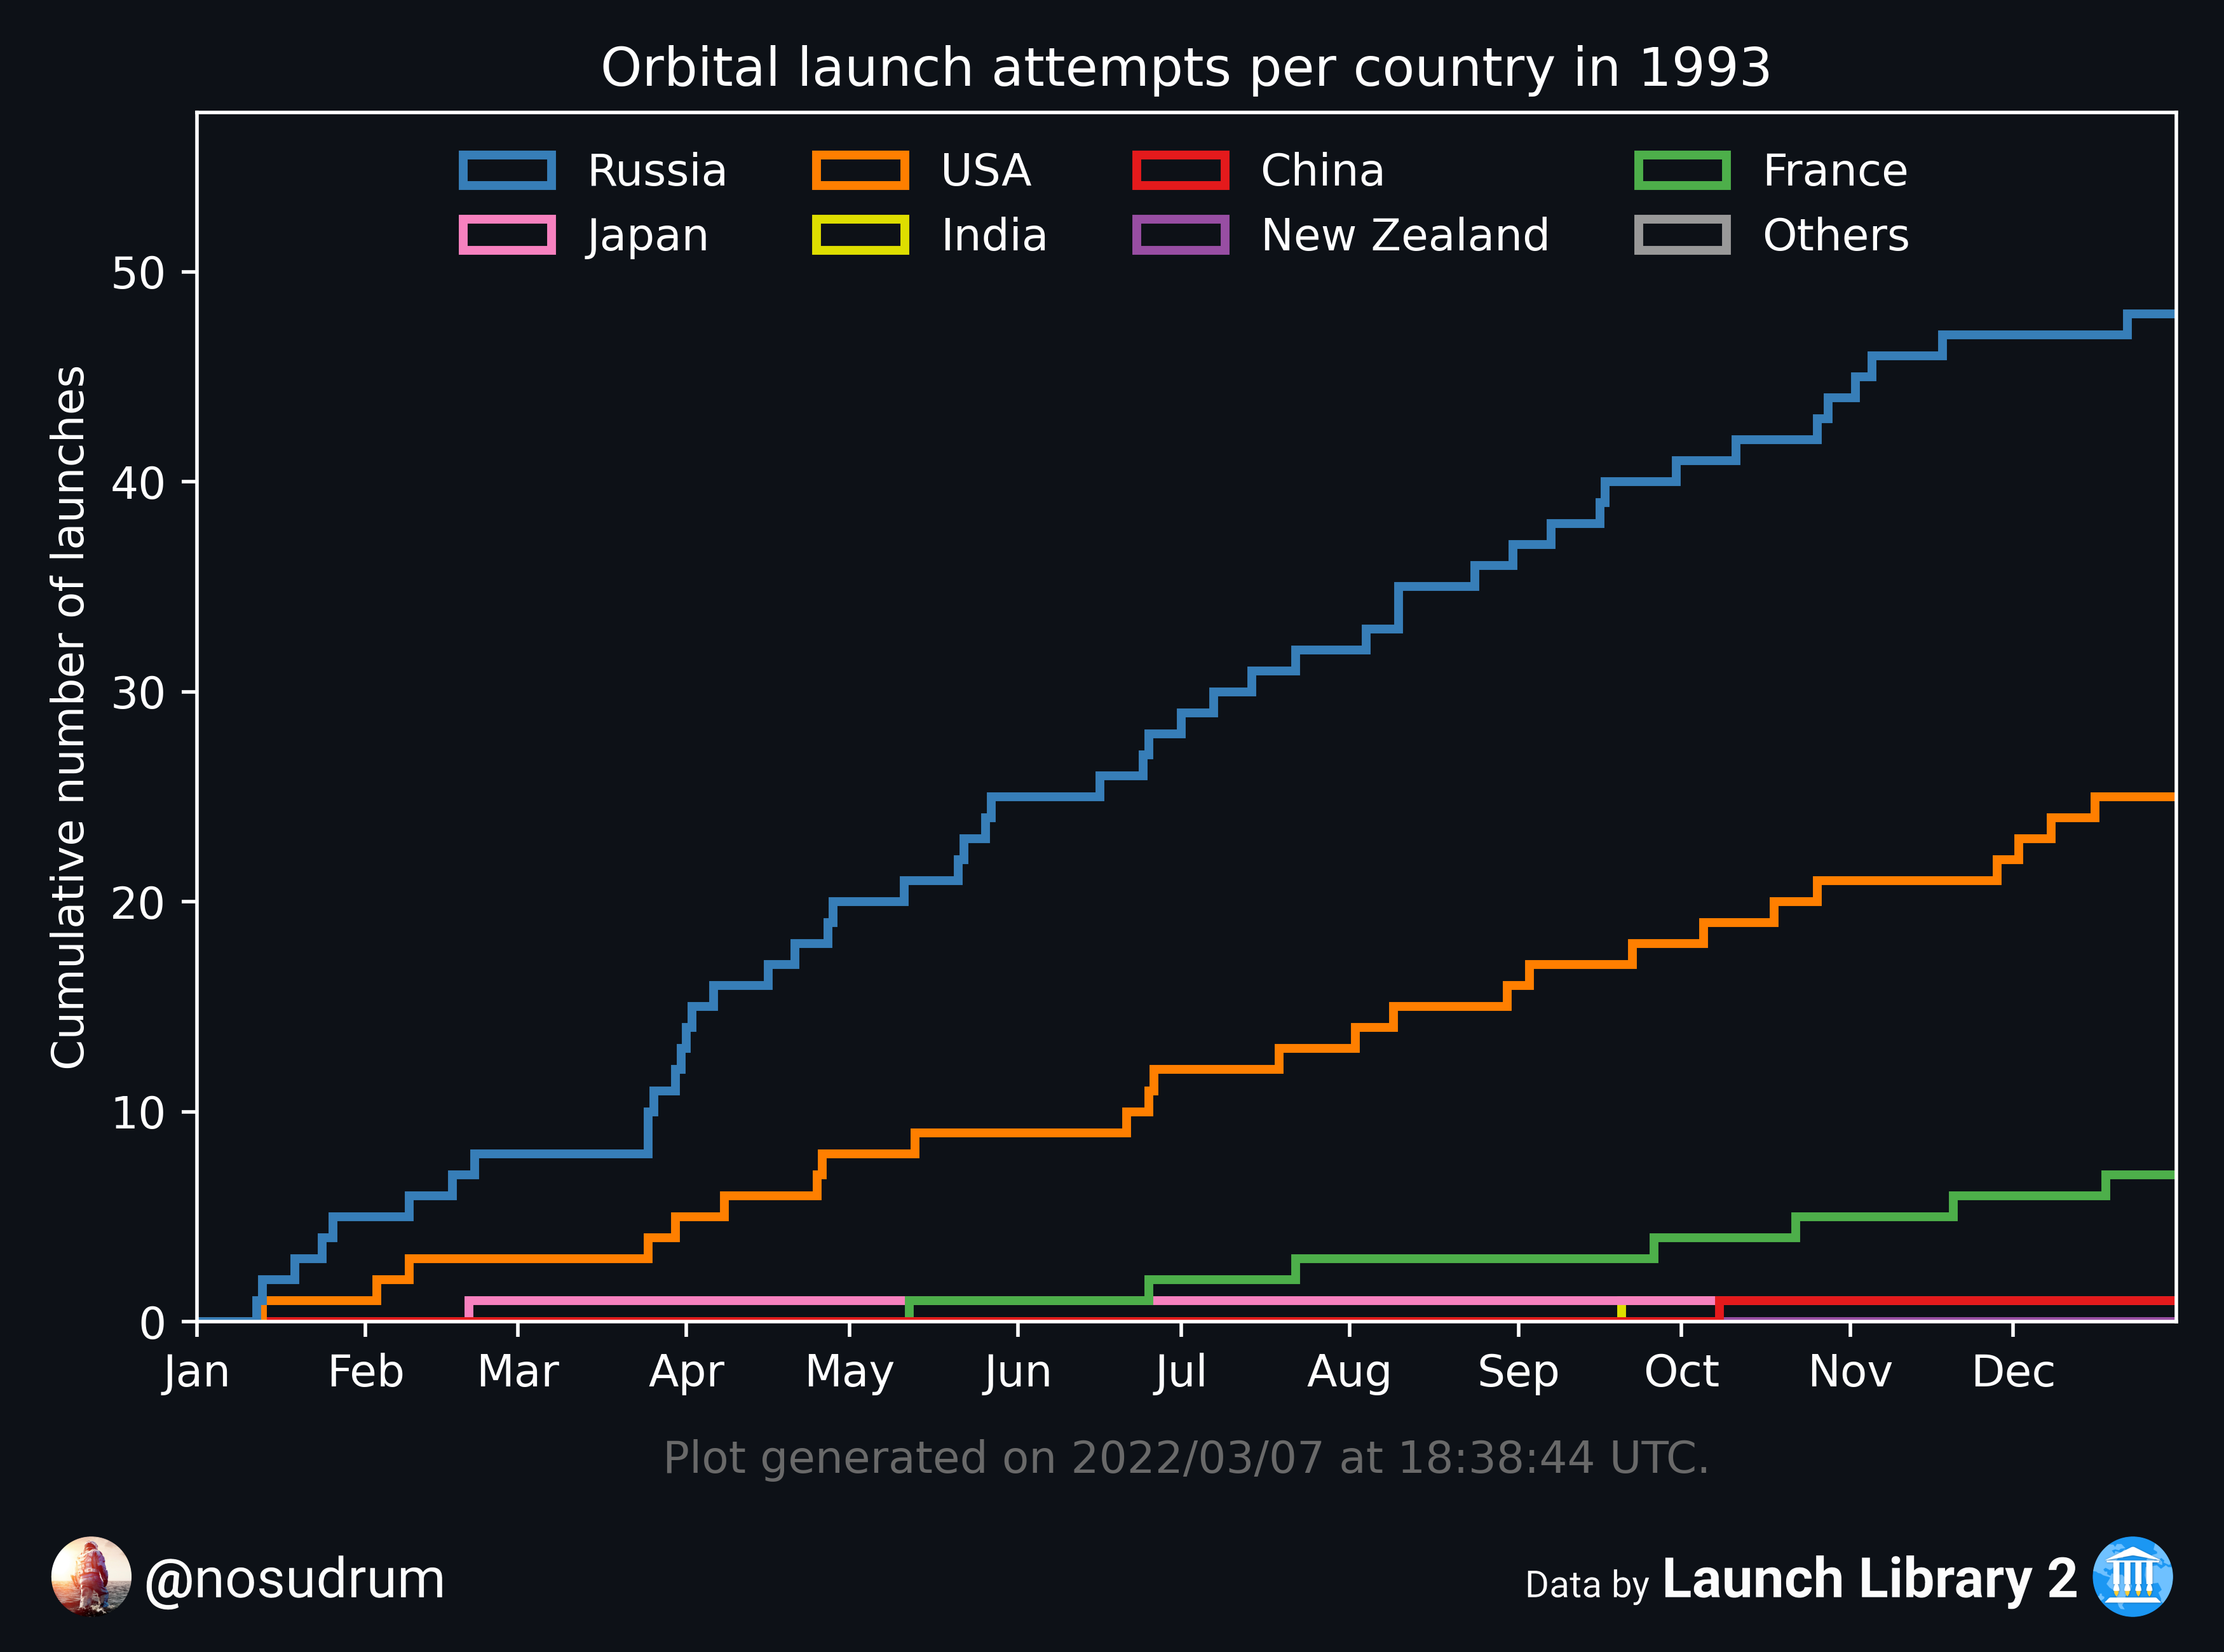 Orbital launch attempts per country in 1993
Russia USA China France
Japan India New Zealand Others
Cumulative number of launches
50
40
30
20
10
0
Jan Feb Mar Apr May Jun Jul Aug Sep Oct Nov Dec
Plot generated on 2022/03/07 at 18:38:44 UTC.
@nosudrum
Data by Launch Library 2